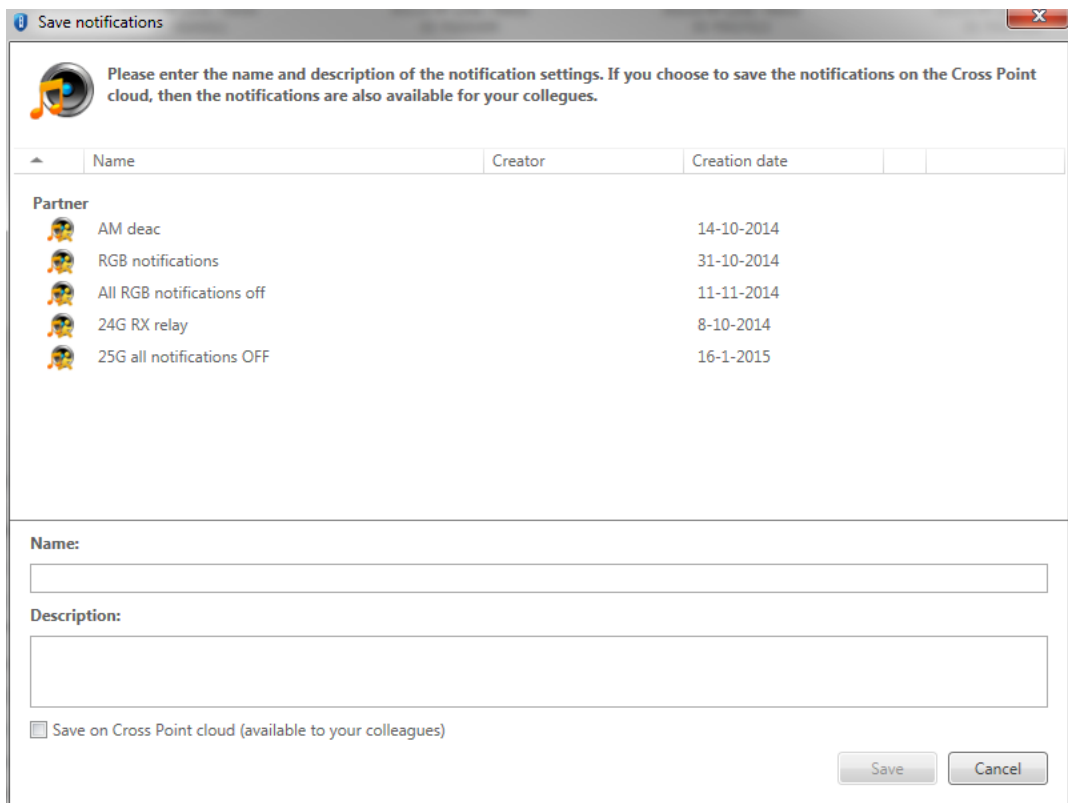 Save notifications
Please enter the name and description of the notification settings. If you choose to save the notifications on the Cross Point
cloud, then the notifications are also available for your collegues.
Name Creator Creation date
Partner
AM deac 14-10-2014
RGB notifications 31-10-2014
All RGB notifications off 11-11-2014
24G RX relay 8-10-2014
25G all notifications OFF 16-1-2015
Name:
Description:
Save on Cross Point cloud (available to your colleagues)
Save Cancel